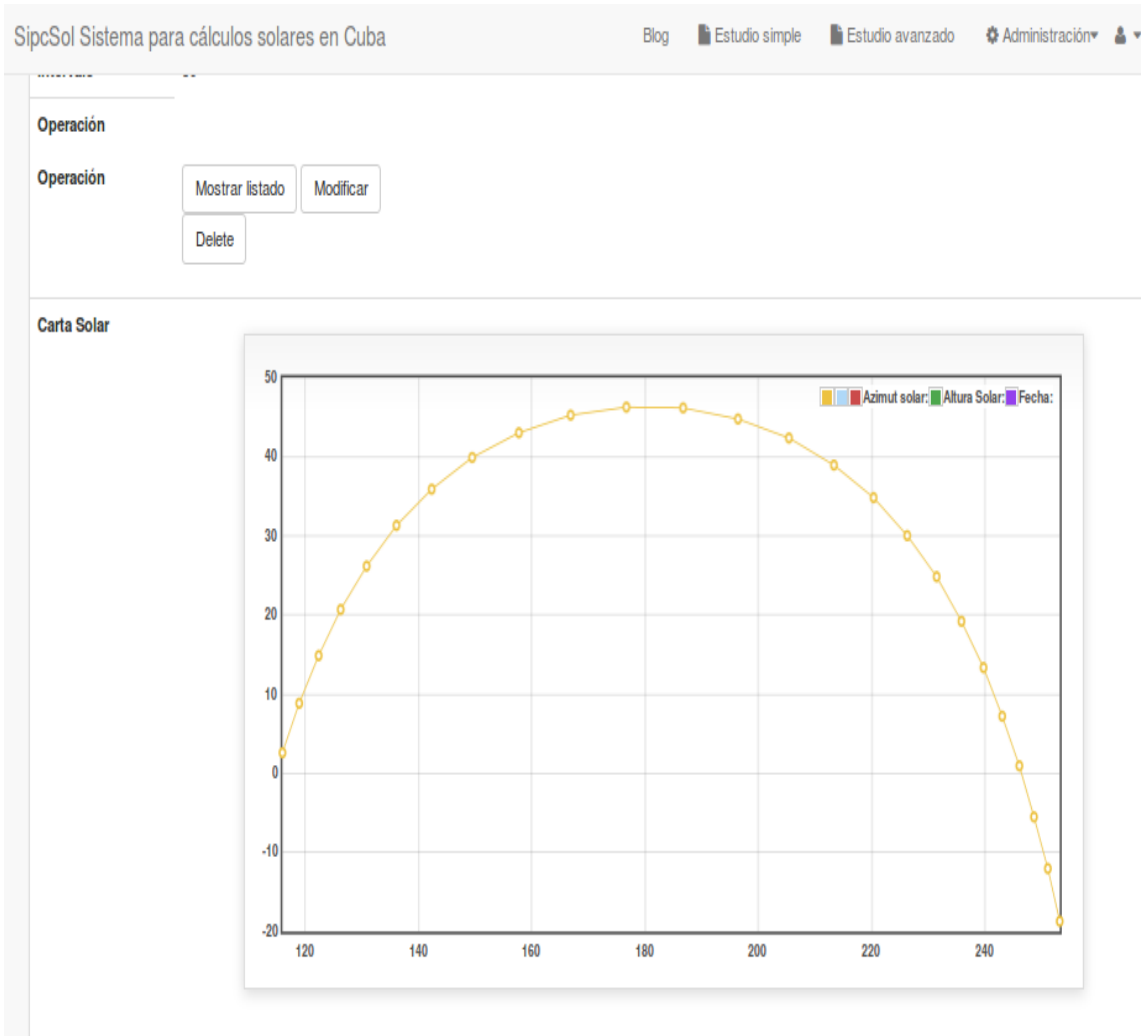 SipcSol Sistema para cálculos solares en Cuba
Blog Estudio simple Estudio avanzado Administración
Operación
Operación Mostrar listado Modificar
Delete
Carta Solar
Azimut solar: Altura Solar: Fecha:
50
40
30
20
10
0
-10
-20
120 140 160 180 200 220 240